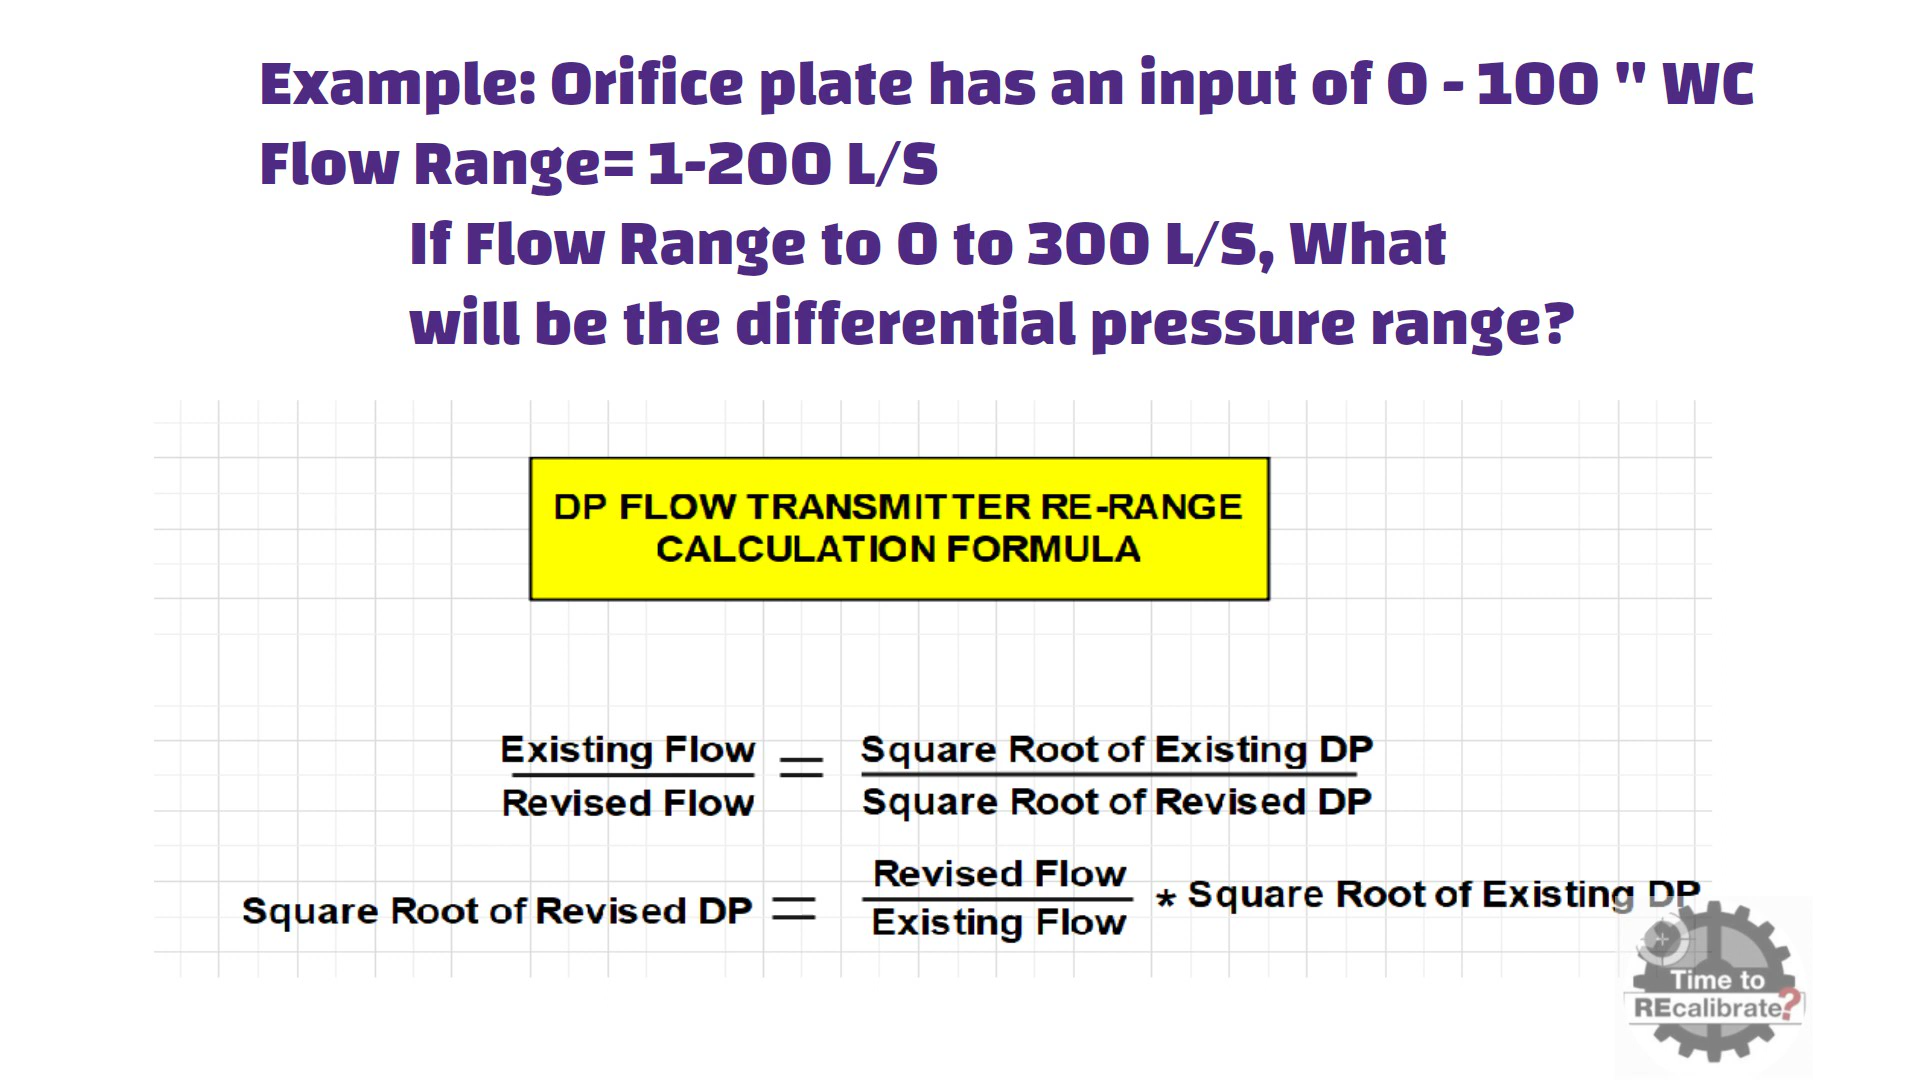 Example: Orifice plate has an input of 0 - 100 " WC
Flow Range= 1-200 L/S
If Flow Range to 0 to 300 L/S, What
will be the differential pressure range?
DP FLOW TRANSMITTER RE-RANGE
CALCULATION FORMULA
Existing Flow = Square Root of Existing DP
Revised Flow Square Root of Revised DP
Revised Flow
Square Root of Revised DP = * Square Root of Existing DP
Existing Flow
Time to
REcalibrate?